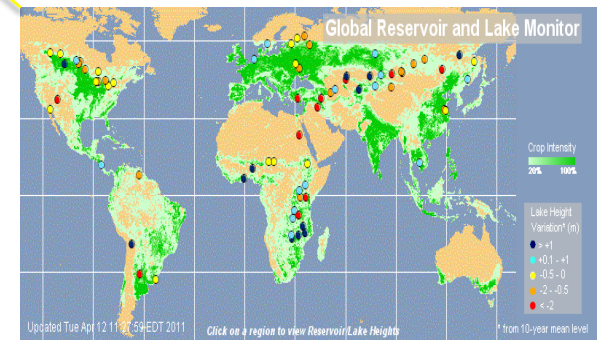 Global Reservoir and Lake Monitor
Crop Intensity
20% 100%
Lake Height
Variation* (m)
> +1
+0.1 - +1
-0.5 - 0
-2 - -0.5
< -2
Updated Tue Apr 12 11:37:59 EDT 2011
Click on a region to view Reservoir/Lake Heights
* from 10-year mean level